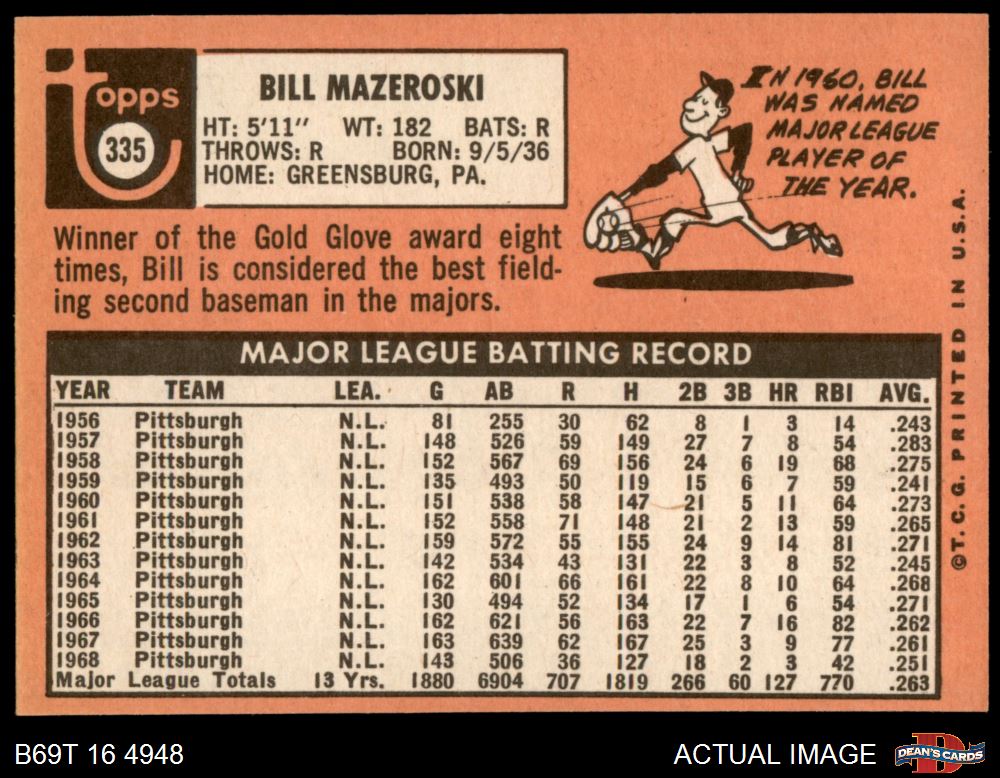 Topps
335
BILL MAZEROSKI
HT: 5'11" WT: 182 BATS: R
THROWS: R BORN: 9/5/36
HOME: GREENSBURG, PA.
IN 1960, BILL
WAS NAMED
MAJOR LEAGUE
PLAYER OF
THE YEAR.
Winner of the Gold Glove award eight
times, Bill is considered the best field-
ing second baseman in the majors.
MAJOR LEAGUE BATTING RECORD
YEAR TEAM LEA. G AB R H 2B 3B HR RBI AVG.
1956 Pittsburgh N.L. 81 255 30 62 8 1 3 14 .243
1957 Pittsburgh N.L. 148 526 59 149 27 7 8 54 .283
1958 Pittsburgh N.L. 152 567 69 156 24 6 19 68 .275
1959 Pittsburgh N.L. 135 493 50 119 15 6 7 59 .241
1960 Pittsburgh N.L. 151 538 58 147 21 5 11 64 .273
1961 Pittsburgh N.L. 152 558 71 148 21 2 13 59 .265
1962 Pittsburgh N.L. 159 572 55 155 24 9 14 81 .271
1963 Pittsburgh N.L. 142 534 43 131 22 3 8 52 .245
1964 Pittsburgh N.L. 162 601 66 161 22 8 10 64 .268
1965 Pittsburgh N.L. 130 494 52 134 17 1 6 54 .271
1966 Pittsburgh N.L. 162 621 56 163 22 7 16 82 .262
1967 Pittsburgh N.L. 163 639 62 167 25 3 9 77 .261
1968 Pittsburgh N.L. 143 506 36 127 18 2 3 42 .251
Major League Totals 13 Yrs. 1880 6904 707 1819 266 60 127 770 .263
©T.C.G. PRINTED IN U.S.A.
B69T 16 4948
ACTUAL IMAGE
DEAN'S CARDS